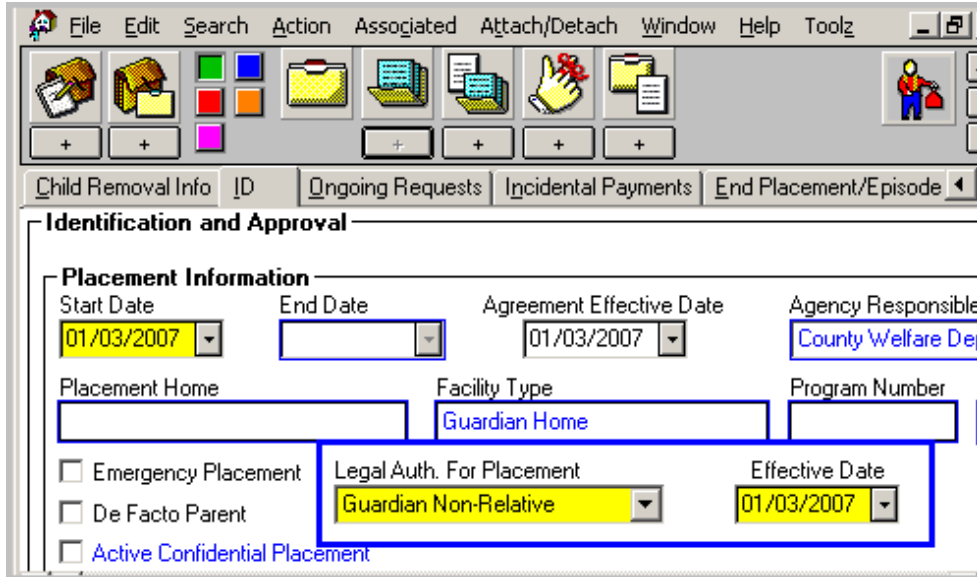 File Edit Search Action Associated Attach/Detach Window Help Toolz
+ + + + + +
Child Removal Info ID Ongoing Requests Incidental Payments End Placement/Episode
Identification and Approval
Placement Information
Start Date End Date Agreement Effective Date Agency Responsible
01/03/2007 01/03/2007 County Welfare
Placement Home Facility Type Program Number
Guardian Home
Emergency Placement Legal Auth. For Placement Effective Date
Guardian Non-Relative 01/03/2007
De Facto Parent
Active Confidential Placement